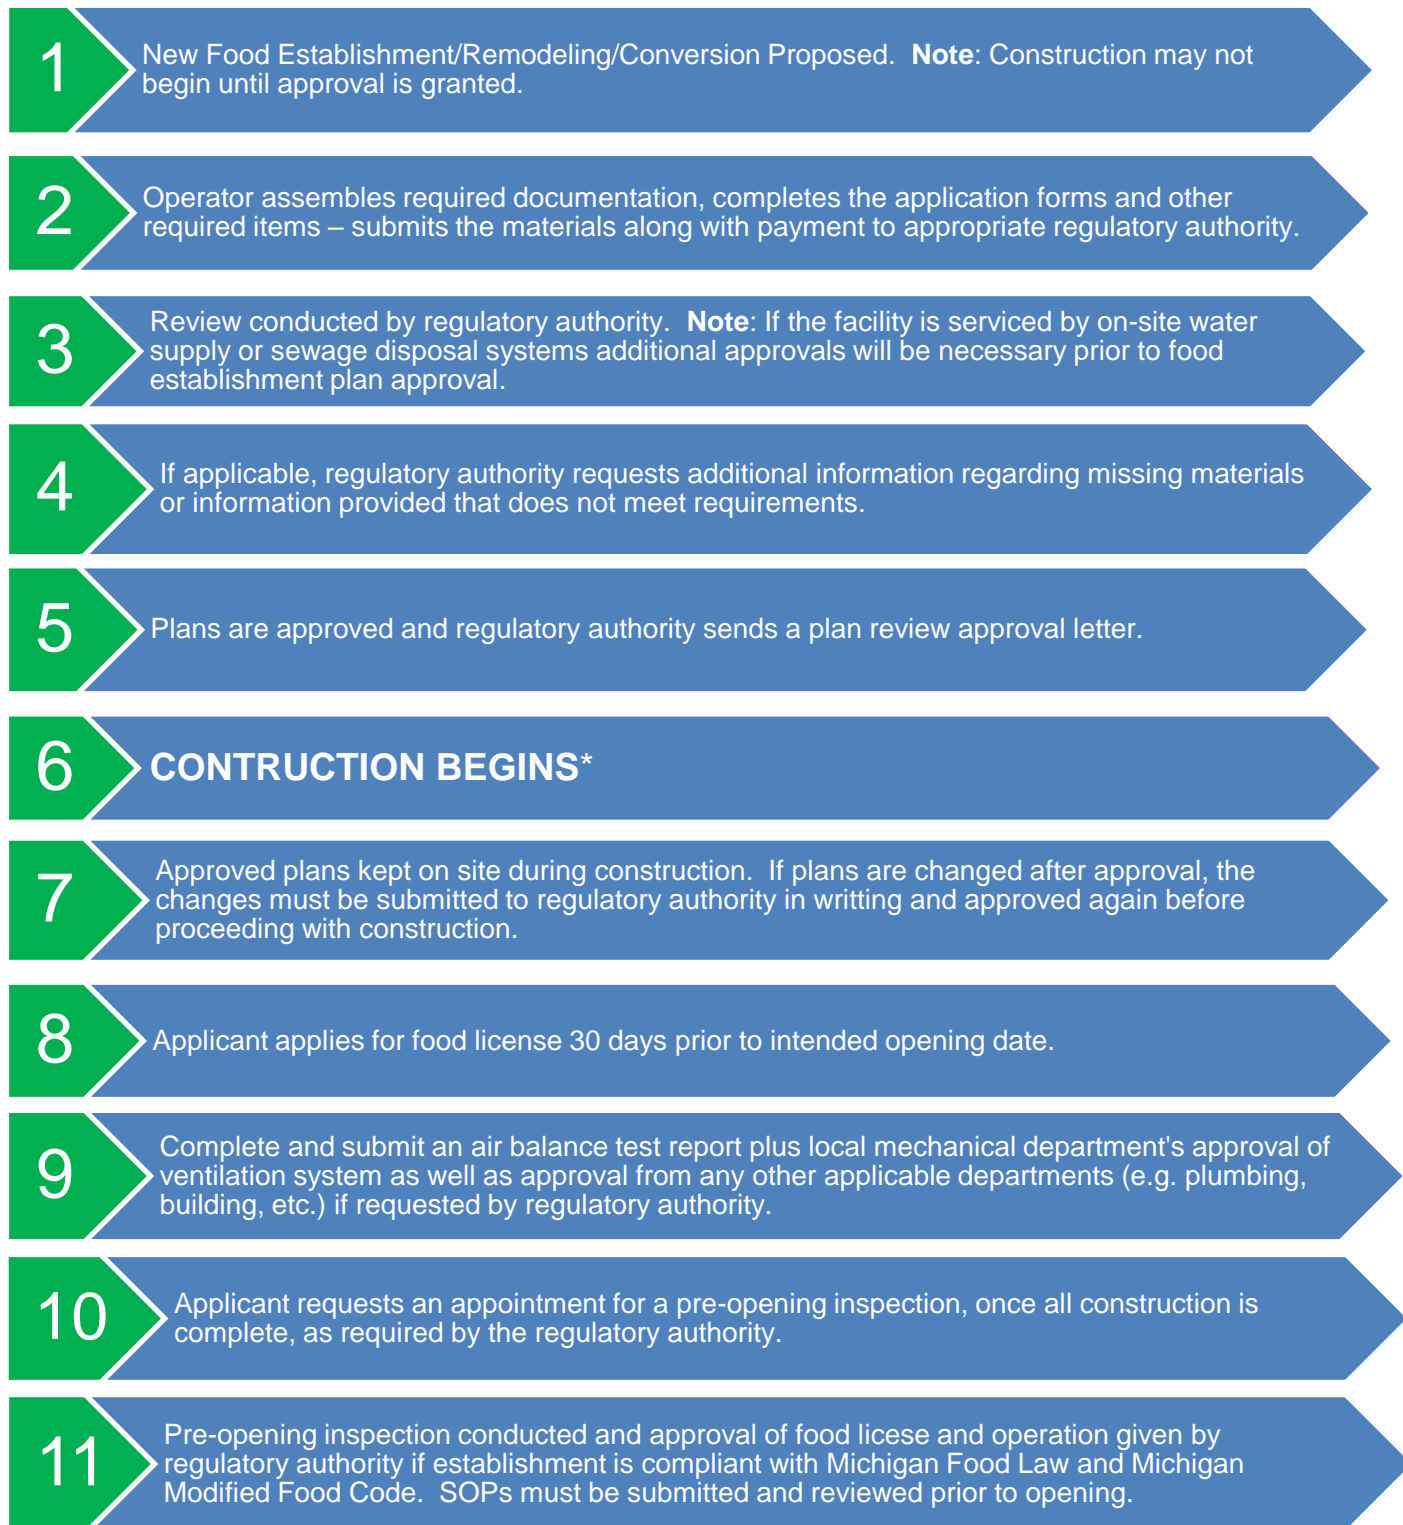 1
New Food Establishment/Remodeling/Conversion Proposed.  Note: Construction may not
begin until approval is granted.
2
Operator assembles required documentation, completes the application forms and other
required items – submits the materials along with payment to appropriate regulatory authority.
3
Review conducted by regulatory authority.  Note: If the facility is serviced by on-site water
supply or sewage disposal systems additional approvals will be necessary prior to food
establishment plan approval.
4
If applicable, regulatory authority requests additional information regarding missing materials
or information provided that does not meet requirements.
5
Plans are approved and regulatory authority sends a plan review approval letter.
6
CONTRUCTION BEGINS*
7
Approved plans kept on site during construction.  If plans are changed after approval, the
changes must be submitted to regulatory authority in writting and approved again before
proceeding with construction.
8
Applicant applies for food license 30 days prior to intended opening date.
9
Complete and submit an air balance test report plus local mechanical department's approval of
ventilation system as well as approval from any other applicable departments (e.g. plumbing,
building, etc.) if requested by regulatory authority.
10
Applicant requests an appointment for a pre-opening inspection, once all construction is
complete, as required by the regulatory authority.
11
Pre-opening inspection conducted and approval of food licese and operation given by
regulatory authority if establishment is compliant with Michigan Food Law and Michigan
Modified Food Code.  SOPs must be submitted and reviewed prior to opening.